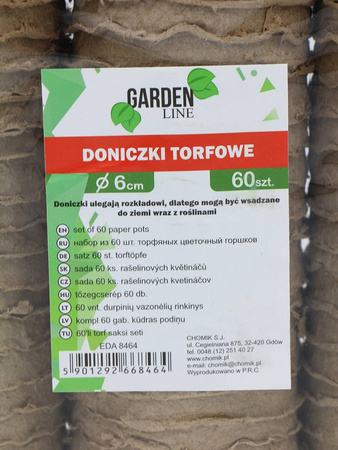 GARDEN
LINE
DONICZKI TORFOWE
⌀ 6cm
60szt.
Doniczki ulegają rozkładowi, dlatego mogą być wsadzane
do ziemi wraz z roślinami
EN set of 60 paper pots
RU набор из 60 шт. торфяных цветочный горшков
DE satz 60 st. torftöpfe
SK sada 60 ks. rašelinových květináčů
CZ sada 60 ks. rašelinových kvetináčov
HU tőzegcserép 60 db.
LT 60 vnt. durpinių vazonėlių rinkinys
LV kompl 60 gab. kūdras podiņu
TU 60'li torf saksi seti
EDA 8464
5 901292 668464
CHOMIK S.J.
ul. Cegielniana 875, 32-420 Gdów
tel. 0048 (12) 251 40 27
www.chomik.pl
e-mail: chomik@chomik.pl
Wyprodukowano w P.R.C